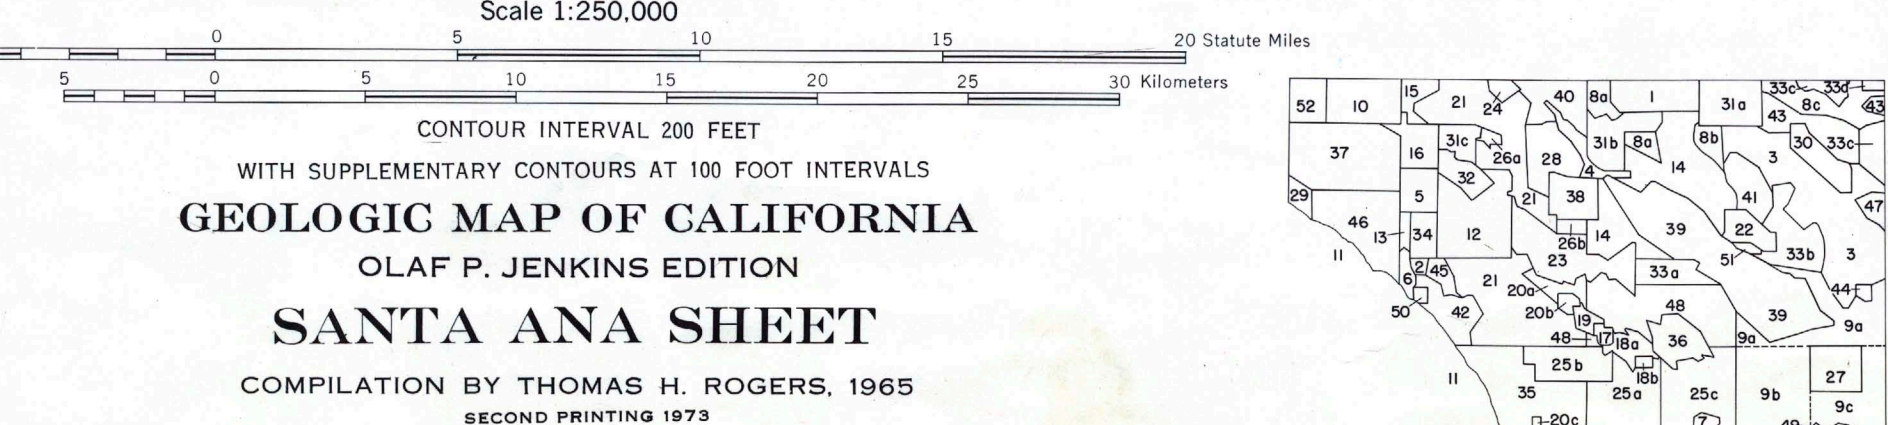 Scale 1:250,000
0 5 10 15 20 Statute Miles
5 0 5 10 15 20 25 30 Kilometers
CONTOUR INTERVAL 200 FEET
WITH SUPPLEMENTARY CONTOURS AT 100 FOOT INTERVALS
GEOLOGIC MAP OF CALIFORNIA
OLAF P. JENKINS EDITION
SANTA ANA SHEET
COMPILATION BY THOMAS H. ROGERS, 1965
SECOND PRINTING 1973
15 40 8a 1 33c 33d
52 10 21 24 31a 8c 43
43
31c 31b 8a 8b 30 33c
37 16 26a 28 14 3
32 4
29 5 21 38 41 47
46 13 34 12 26b 14 39 22
11 23 51 33b 3
6 2 45 21 33a
20a 44
50 42 20b 19 48 39 9a
48 17 18a 36 9a
11 25b 18b 27
35 25a 25c 9b 9c
20c 7